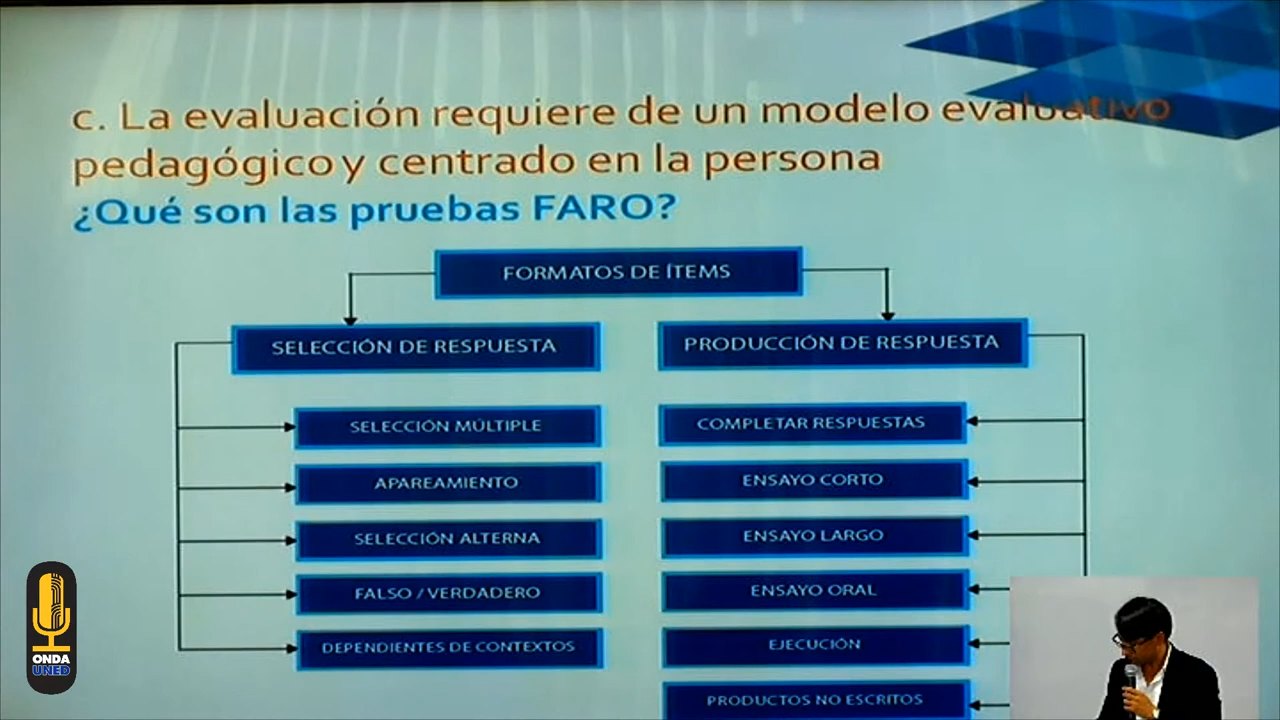 c. La evaluación requiere de un modelo evaluativo
pedagógico y centrado en la persona
¿Qué son las pruebas FARO?
FORMATOS DE ÍTEMS
SELECCIÓN DE RESPUESTA
SELECCIÓN MÚLTIPLE
APAREAMIENTO
SELECCIÓN ALTERNA
FALSO / VERDADERO
DEPENDIENTES DE CONTEXTOS
PRODUCCIÓN DE RESPUESTA
COMPLETAR RESPUESTAS
ENSAYO CORTO
ENSAYO LARGO
ENSAYO ORAL
EJECUCIÓN
PRODUCTOS NO ESCRITOS
ONDA
UNED